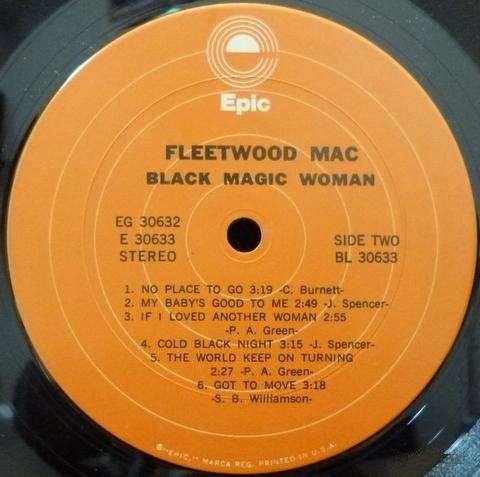 Epic
FLEETWOOD MAC
BLACK MAGIC WOMAN
EG 30632
E 30633
STEREO
SIDE TWO
BL 30633
1. NO PLACE TO GO 3:19 -C. Burnett-
2. MY BABY'S GOOD TO ME 2:49 -J. Spencer-
3. IF I LOVED ANOTHER WOMAN 2:55
-P. A. Green-
4. COLD BLACK NIGHT 3:15 -J. Spencer-
5. THE WORLD KEEP ON TURNING
2:27 -P. A. Green-
6. GOT TO MOVE 3:18
-S. B. Williamson-
®"EPIC," MARCA REG. PRINTED IN U.S.A.